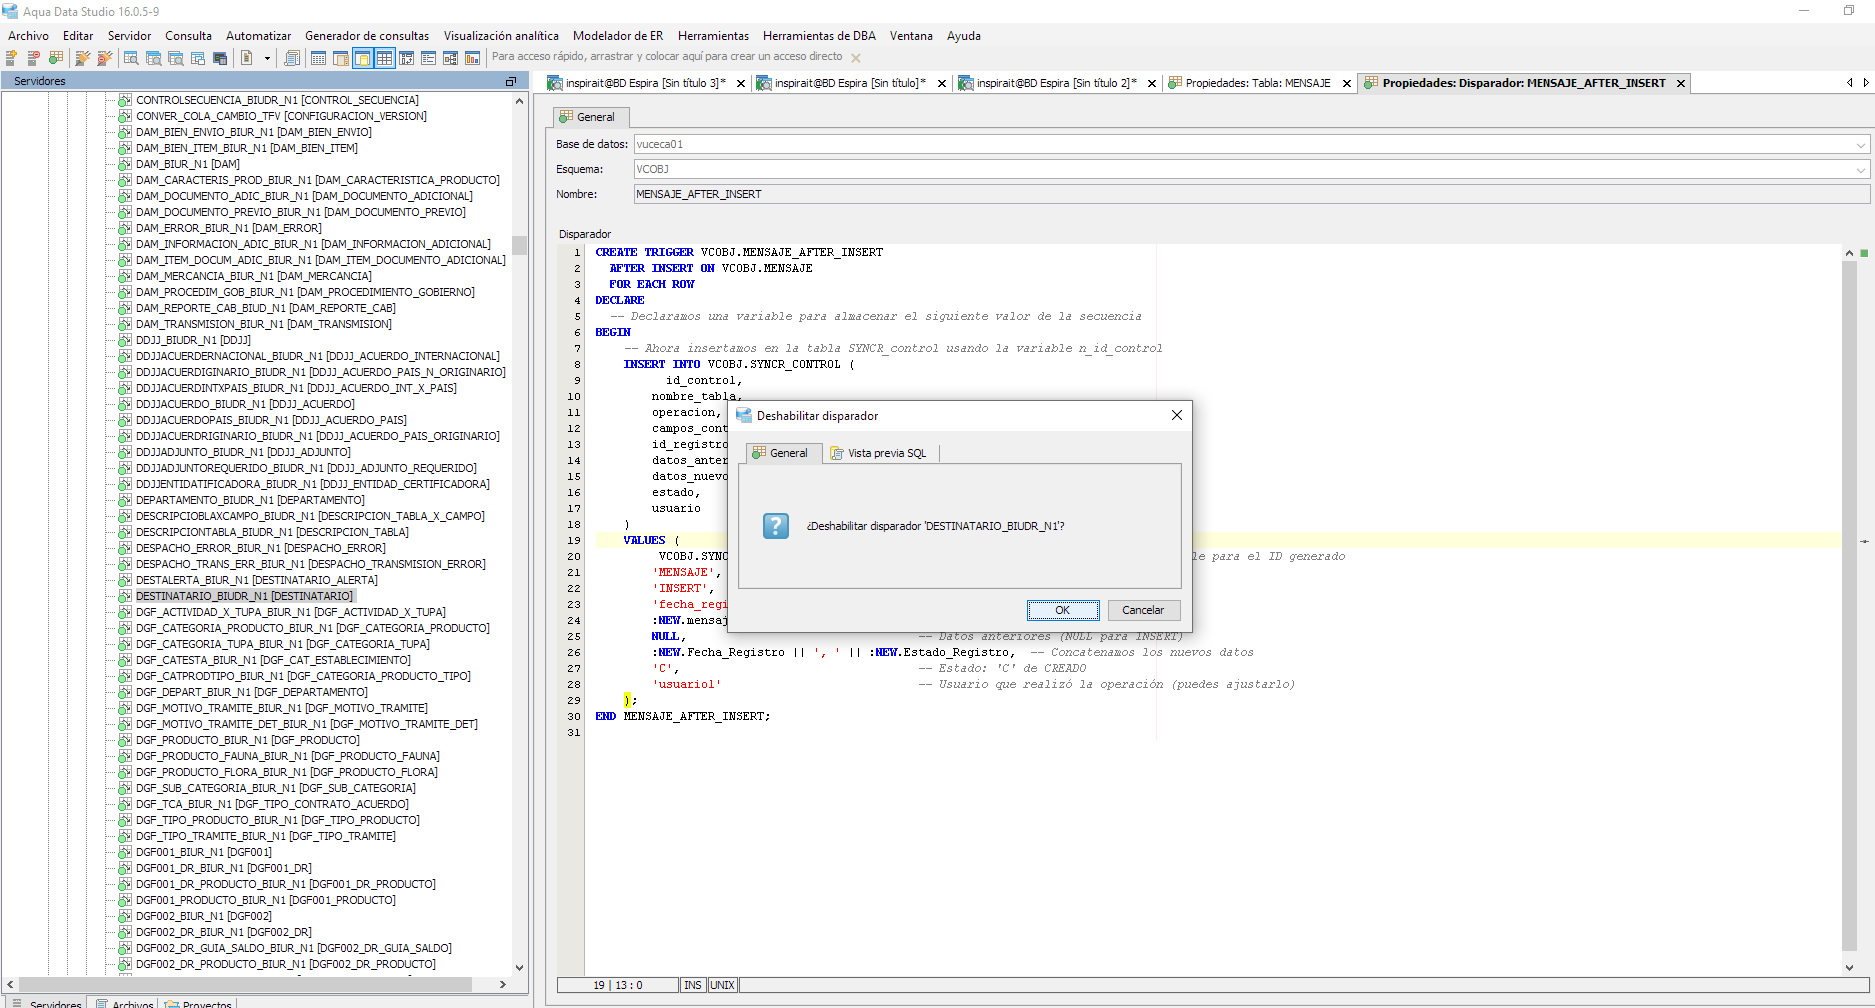 Aqua Data Studio 16.0.5-9
Archivo Editar Servidor Consulta Automatizar Generador de consultas Visualización analítica Modelador de ER Herramientas Herramientas de DBA Ventana Ayuda
Para acceso rápido, arrastrar y colocar aquí para crear un acceso directo
Servidores
CONTROLSECUENCIA_BIUDR_N1 [CONTROL_SECUENCIA]
CONVER_COLA_CAMBIO_TFV [CONFIGURACION_VERSION]
DAM_BIEN_ENVIO_BIUR_N1 [DAM_BIEN_ENVIO]
DAM_BIEN_ITEM_BIUR_N1 [DAM_BIEN_ITEM]
DAM_BIUR_N1 [DAM]
DAM_CARACTERIS_PROD_BIUR_N1 [DAM_CARACTERISTICA_PRODUCTO]
DAM_DOCUMENTO_ADIC_BIUR_N1 [DAM_DOCUMENTO_ADICIONAL]
DAM_DOCUMENTO_PREVIO_BIUR_N1 [DAM_DOCUMENTO_PREVIO]
DAM_ERROR_BIUR_N1 [DAM_ERROR]
DAM_INFORMACION_ADIC_BIUR_N1 [DAM_INFORMACION_ADICIONAL]
DAM_ITEM_DOCUM_ADIC_BIUR_N1 [DAM_ITEM_DOCUMENTO_ADICIONAL]
DAM_MERCANCIA_BIUR_N1 [DAM_MERCANCIA]
DAM_PROCEDIM_GOB_BIUR_N1 [DAM_PROCEDIMIENTO_GOBIERNO]
DAM_REPORTE_CAB_BIUD_N1 [DAM_REPORTE_CAB]
DAM_TRANSMISION_BIUR_N1 [DAM_TRANSMISION]
DDJJ_BIUDR_N1 [DDJJ]
DDJJACUERDERNACIONAL_BIUDR_N1 [DDJJ_ACUERDO_INTERNACIONAL]
DDJJACUERDIGINARIO_BIUDR_N1 [DDJJ_ACUERDO_PAIS_N_ORIGINARIO]
DDJJACUERDINTXPAIS_BIUDR_N1 [DDJJ_ACUERDO_INT_X_PAIS]
DDJJACUERDO_BIUDR_N1 [DDJJ_ACUERDO]
DDJJACUERDOPAIS_BIUDR_N1 [DDJJ_ACUERDO_PAIS]
DDJJACUERDRIGINARIO_BIUDR_N1 [DDJJ_ACUERDO_PAIS_ORIGINARIO]
DDJJADJUNTO_BIUDR_N1 [DDJJ_ADJUNTO]
DDJJADJUNTOREQUERIDO_BIUDR_N1 [DDJJ_ADJUNTO_REQUERIDO]
DDJJENTIDATIFICADORA_BIUDR_N1 [DDJJ_ENTIDAD_CERTIFICADORA]
DEPARTAMENTO_BIUDR_N1 [DEPARTAMENTO]
DESCRIPCIOBLAXCAMPO_BIUDR_N1 [DESCRIPCION_TABLA_X_CAMPO]
DESCRIPCIONTABLA_BIUDR_N1 [DESCRIPCION_TABLA]
DESPACHO_ERROR_BIUR_N1 [DESPACHO_ERROR]
DESPACHO_TRANS_ERR_BIUR_N1 [DESPACHO_TRANSMISION_ERROR]
DESTALERTA_BIUR_N1 [DESTINATARIO_ALERTA]
DESTINATARIO_BIUDR_N1 [DESTINATARIO]
DGF_ACTIVIDAD_X_TUPA_BIUR_N1 [DGF_ACTIVIDAD_X_TUPA]
DGF_CATEGORIA_PRODUCTO_BIUR_N1 [DGF_CATEGORIA_PRODUCTO]
DGF_CATEGORIA_TUPA_BIUR_N1 [DGF_CATEGORIA_TUPA]
DGF_CATESTA_BIUR_N1 [DGF_CAT_ESTABLECIMIENTO]
DGF_CATPRODTIPO_BIUR_N1 [DGF_CATEGORIA_PRODUCTO_TIPO]
DGF_DEPART_BIUR_N1 [DGF_DEPARTAMENTO]
DGF_MOTIVO_TRAMITE_BIUR_N1 [DGF_MOTIVO_TRAMITE]
DGF_MOTIVO_TRAMITE_DET_BIUR_N1 [DGF_MOTIVO_TRAMITE_DET]
DGF_PRODUCTO_BIUR_N1 [DGF_PRODUCTO]
DGF_PRODUCTO_FAUNA_BIUR_N1 [DGF_PRODUCTO_FAUNA]
DGF_PRODUCTO_FLORA_BIUR_N1 [DGF_PRODUCTO_FLORA]
DGF_SUB_CATEGORIA_BIUR_N1 [DGF_SUB_CATEGORIA]
DGF_TCA_BIUR_N1 [DGF_TIPO_CONTRATO_ACUERDO]
DGF_TIPO_PRODUCTO_BIUR_N1 [DGF_TIPO_PRODUCTO]
DGF_TIPO_TRAMITE_BIUR_N1 [DGF_TIPO_TRAMITE]
DGF001_BIUR_N1 [DGF001]
DGF001_DR_BIUR_N1 [DGF001_DR]
DGF001_DR_PRODUCTO_BIUR_N1 [DGF001_DR_PRODUCTO]
DGF001_PRODUCTO_BIUR_N1 [DGF001_PRODUCTO]
DGF002_BIUR_N1 [DGF002]
DGF002_DR_BIUR_N1 [DGF002_DR]
DGF002_DR_GUIA_SALDO_BIUR_N1 [DGF002_DR_GUIA_SALDO]
DGF002_DR_PRODUCTO_BIUR_N1 [DGF002_DR_PRODUCTO]
Servidores Archivos Proyectos
inspirait@BD Espira [Sin título 3]* inspirait@BD Espira [Sin título]* inspirait@BD Espira [Sin título 2]* Propiedades: Tabla: MENSAJE Propiedades: Disparador: MENSAJE_AFTER_INSERT
General
Base de datos: vuceca01
Esquema: VCOBJ
Nombre: MENSAJE_AFTER_INSERT
Disparador
1 CREATE TRIGGER VCOBJ.MENSAJE_AFTER_INSERT
2 AFTER INSERT ON VCOBJ.MENSAJE
3 FOR EACH ROW
4 DECLARE
5 -- Declaramos una variable para almacenar el siguiente valor de la secuencia
6 BEGIN
7 -- Ahora insertamos en la tabla SYNCR_control usando la variable n_id_control
8 INSERT INTO VCOBJ.SYNCR_CONTROL (
9 id_control,
10 nombre_tabla,
11 operacion,
12 campos_cont
13 id_registro
14 datos_anter
15 datos_nuevo
16 estado,
17 usuario
18 )
19 VALUES (
20 VCOBJ.SYNC le para el ID generado
21 'MENSAJE',
22 'INSERT',
23 'fecha_regi
24 :NEW.mensaj
25 NULL, -- Datos anteriores (NULL para INSERT)
26 :NEW.Fecha_Registro || ', ' || :NEW.Estado_Registro, -- Concatenamos los nuevos datos
27 'C', -- Estado: 'C' de CREADO
28 'usuario1' -- Usuario que realizó la operación (puedes ajustarlo)
29 );
30 END MENSAJE_AFTER_INSERT;
31
Deshabilitar disparador
General Vista previa SQL
¿Deshabilitar disparador 'DESTINATARIO_BIUDR_N1'?
OK Cancelar
19 | 13 : 0 INS UNIX